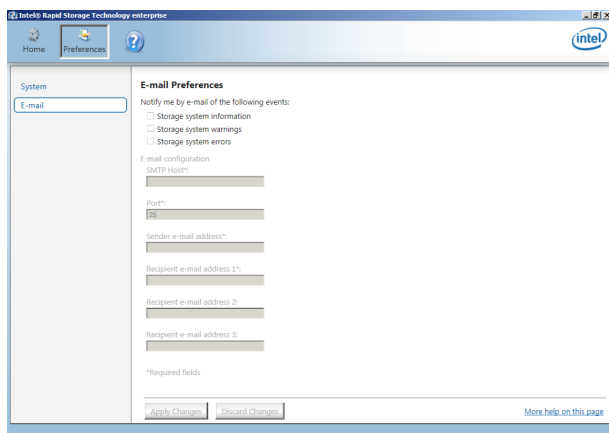 Intel® Rapid Storage Technology enterprise
Home
Preferences
?
intel
System
E-mail
E-mail Preferences
Notify me by e-mail of the following events:
Storage system information
Storage system warnings
Storage system errors
E-mail configuration
SMTP Host*:
Port*:
25
Sender e-mail address*:
Recipient e-mail address 1*:
Recipient e-mail address 2:
Recipient e-mail address 3:
*Required fields
Apply Changes
Discard Changes
More help on this page